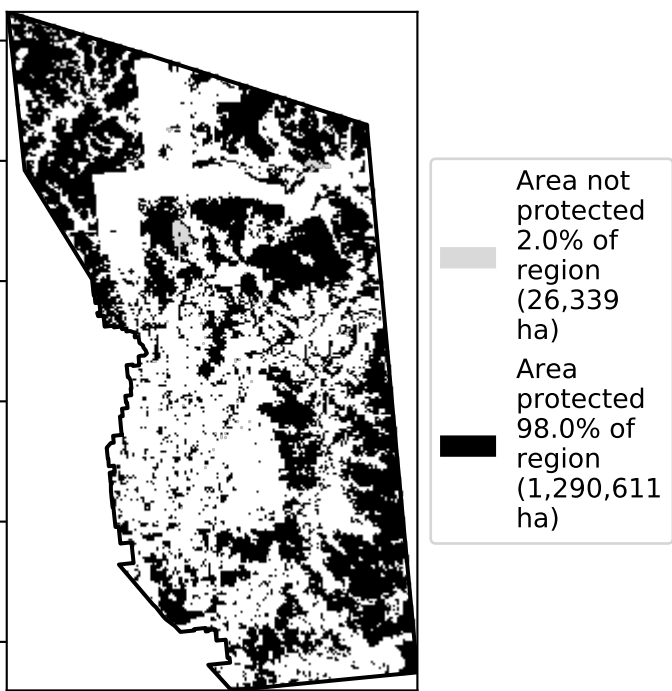 Area not
protected
2.0% of
region
(26,339
ha)
Area
protected
98.0% of
region
(1,290,611
ha)